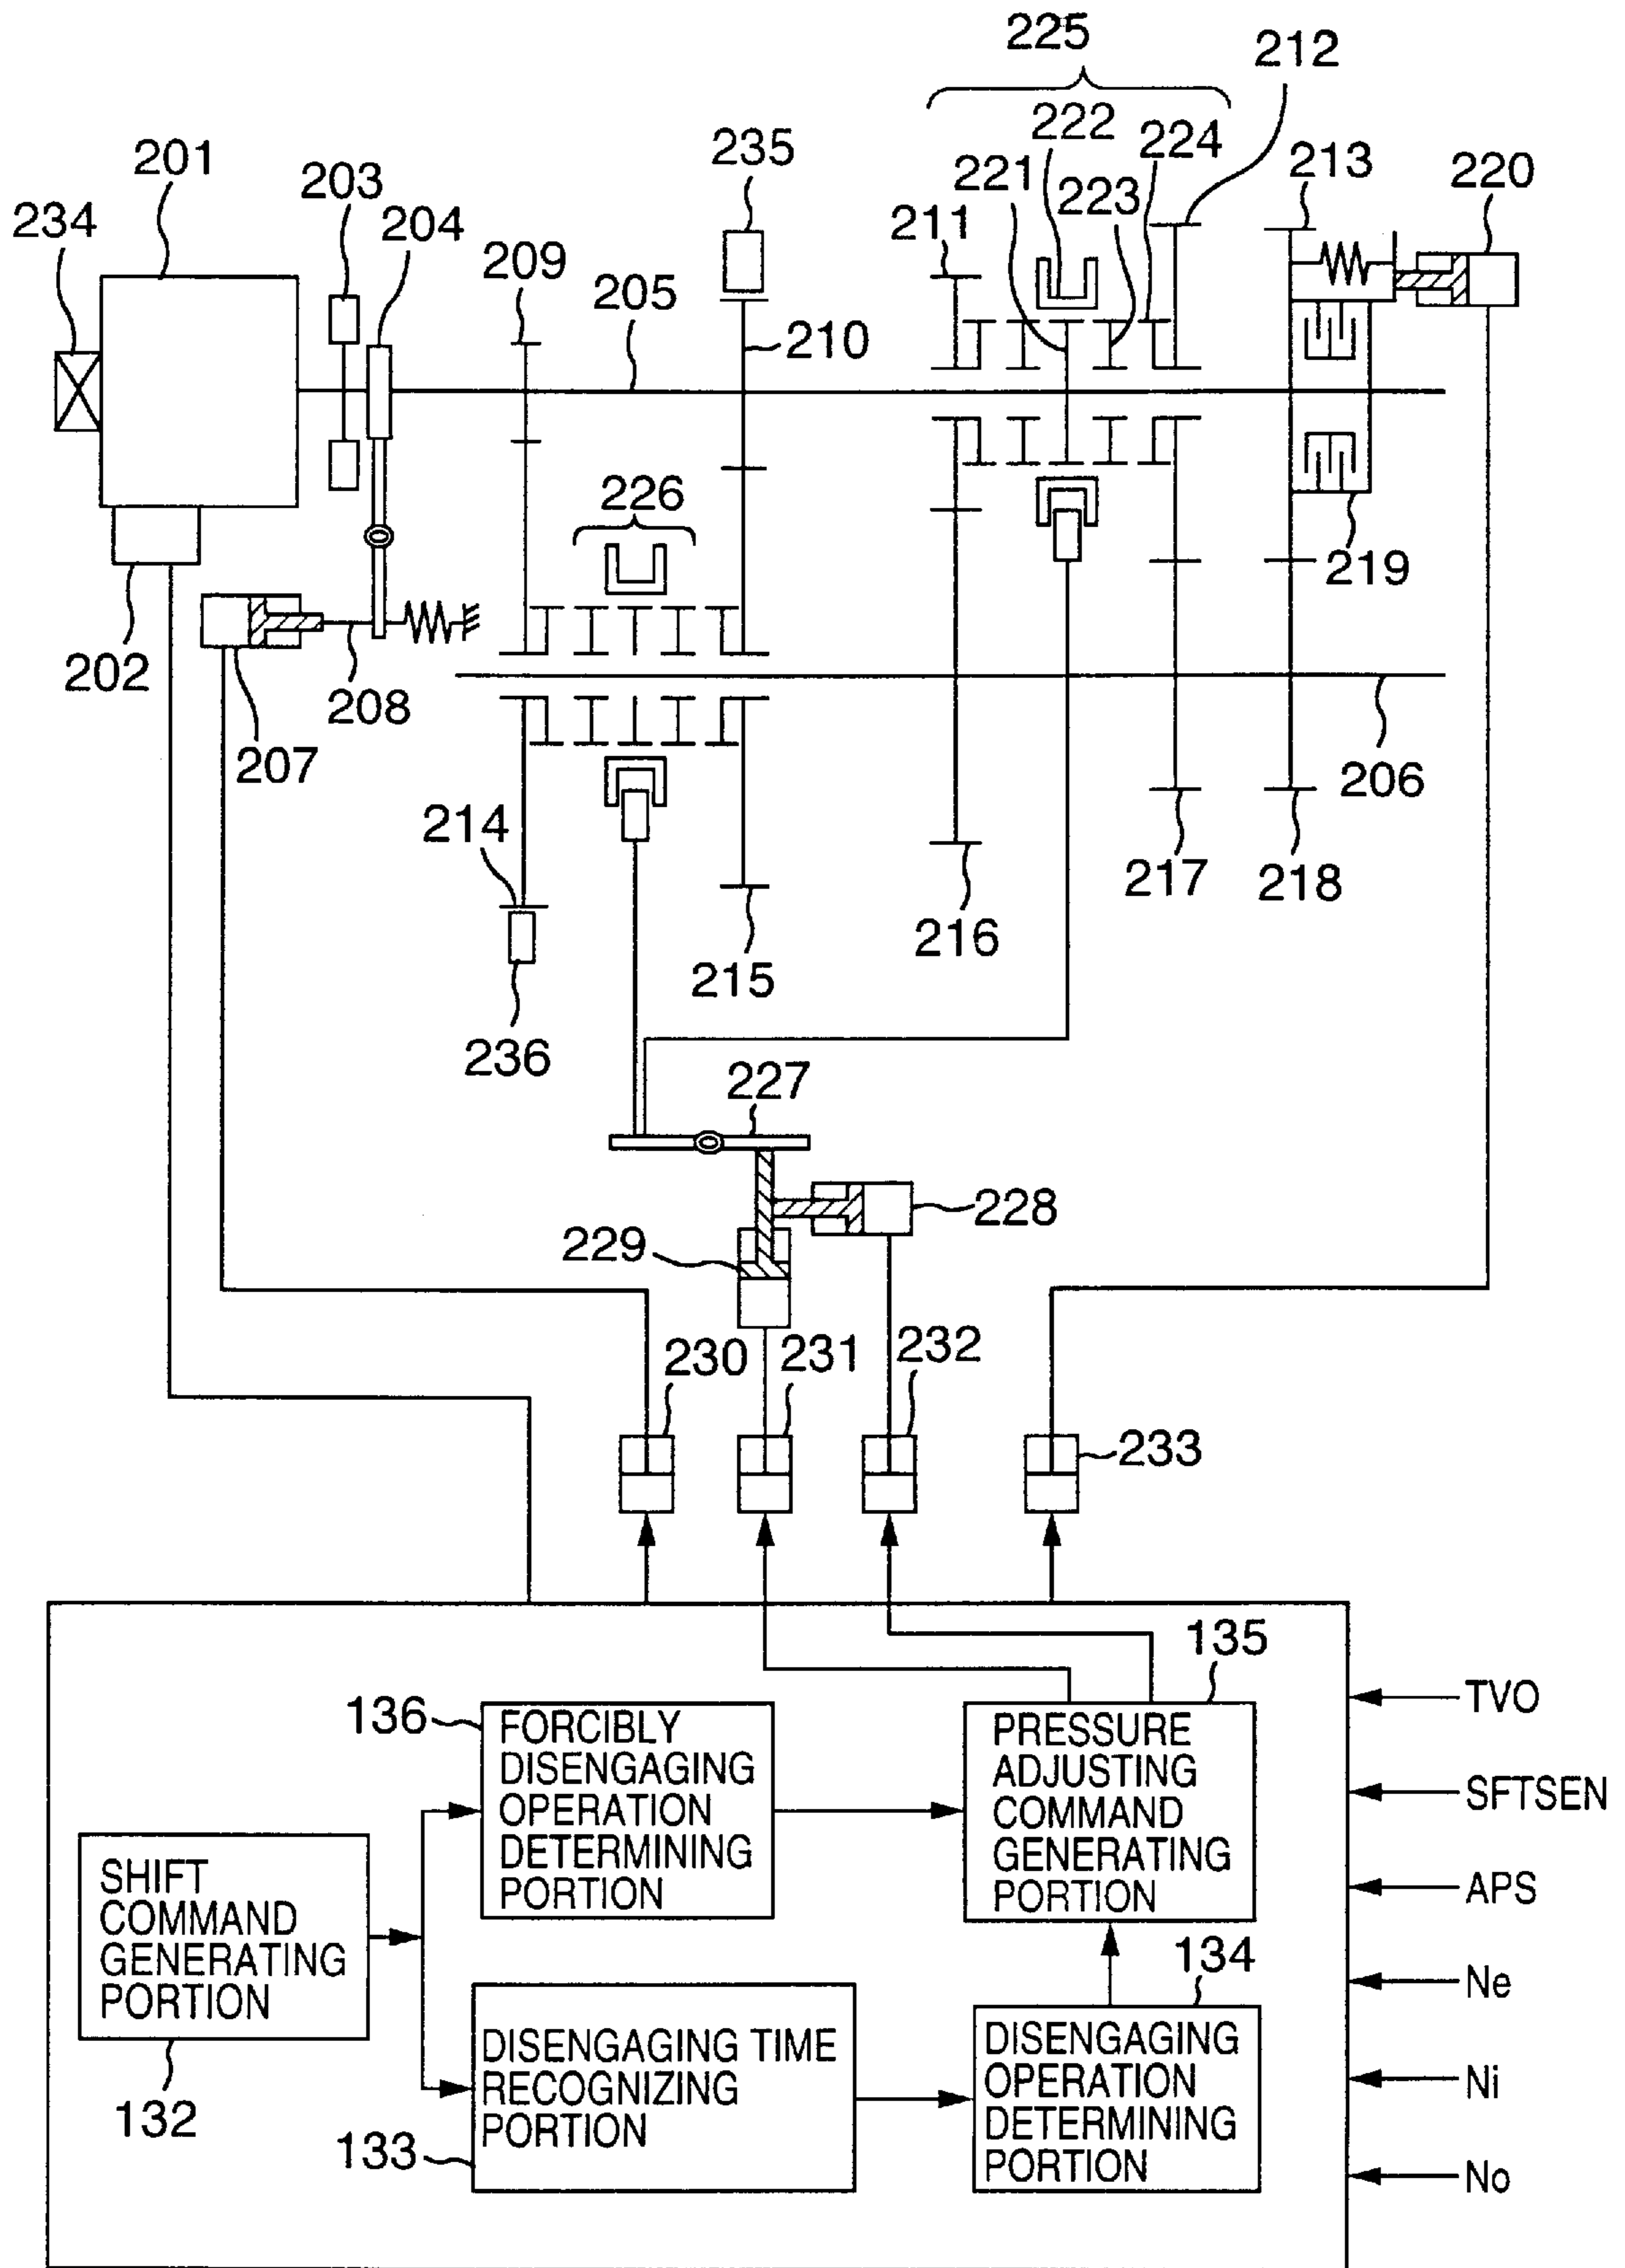 225
212
222
224
235
201
203
221
213
220
223
234
204
211
209
205
210
226
219
202
208
207
206
214
217
218
216
215
236
227
228
229
230
231
232
233
135
TVO
136
FORCIBLY
DISENGAGING
OPERATION
DETERMINING
PORTION
PRESSURE
ADJUSTING
COMMAND
GENERATING
PORTION
SFTSEN
SHIFT
COMMAND
GENERATING
PORTION
APS
134
Ne
DISENGAGING TIME
RECOGNIZING
PORTION
DISENGAGING
OPERATION
DETERMINING
PORTION
Ni
132
133
No